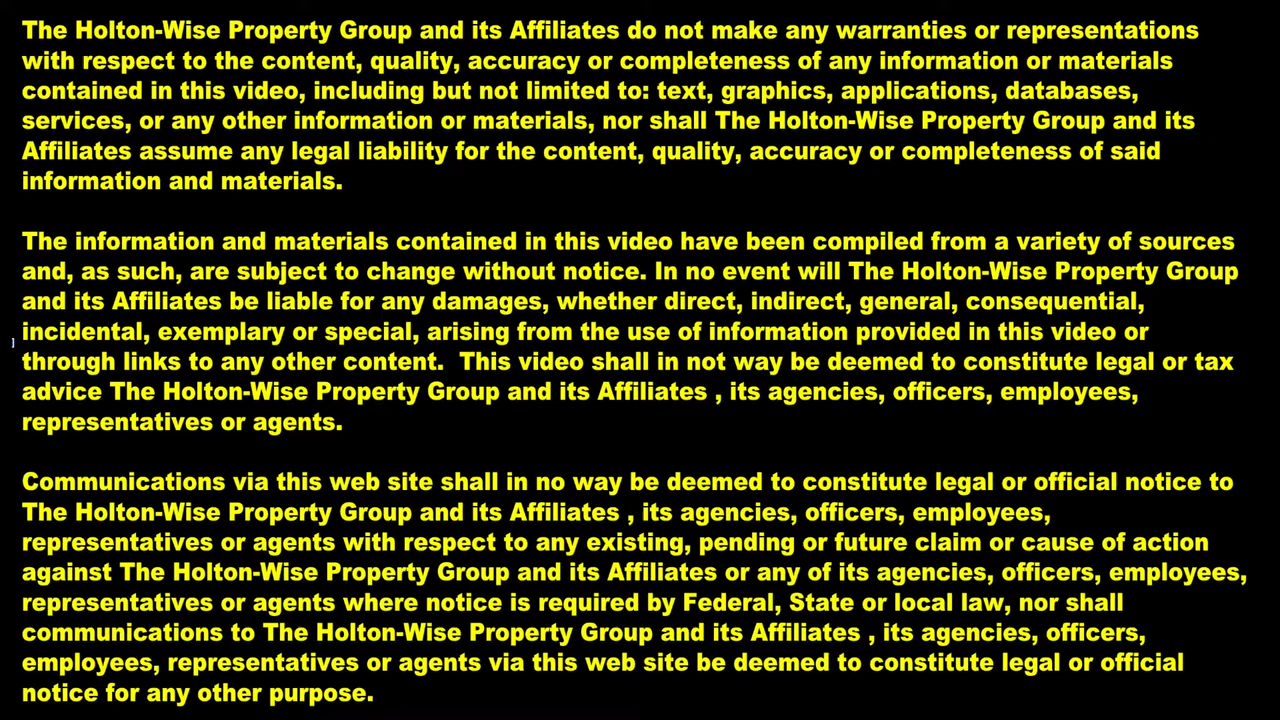 The Holton-Wise Property Group and its Affiliates do not make any warranties or representations
with respect to the content, quality, accuracy or completeness of any information or materials
contained in this video, including but not limited to: text, graphics, applications, databases,
services, or any other information or materials, nor shall The Holton-Wise Property Group and its
Affiliates assume any legal liability for the content, quality, accuracy or completeness of said
information and materials.
The information and materials contained in this video have been compiled from a variety of sources
and, as such, are subject to change without notice. In no event will The Holton-Wise Property Group
and its Affiliates be liable for any damages, whether direct, indirect, general, consequential,
incidental, exemplary or special, arising from the use of information provided in this video or
through links to any other content.  This video shall in not way be deemed to constitute legal or tax
advice The Holton-Wise Property Group and its Affiliates , its agencies, officers, employees,
representatives or agents.
Communications via this web site shall in no way be deemed to constitute legal or official notice to
The Holton-Wise Property Group and its Affiliates , its agencies, officers, employees,
representatives or agents with respect to any existing, pending or future claim or cause of action
against The Holton-Wise Property Group and its Affiliates or any of its agencies, officers, employees,
representatives or agents where notice is required by Federal, State or local law, nor shall
communications to The Holton-Wise Property Group and its Affiliates , its agencies, officers,
employees, representatives or agents via this web site be deemed to constitute legal or official
notice for any other purpose.